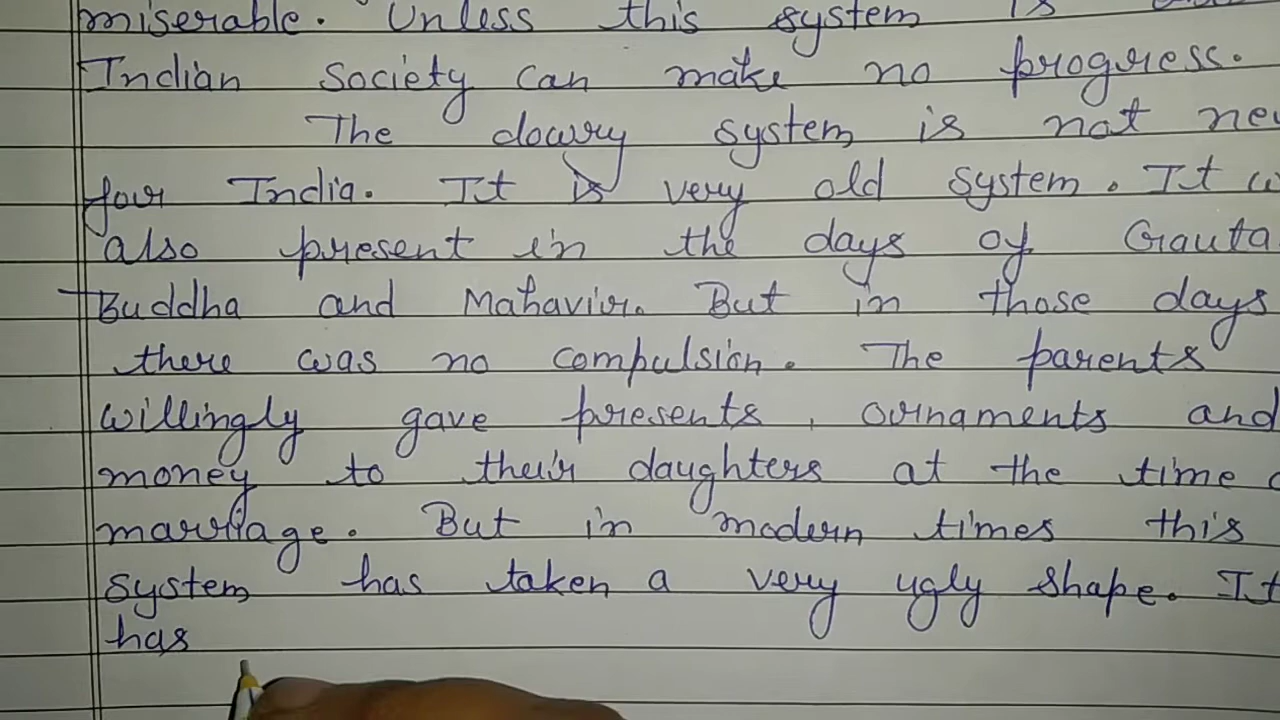 miserable. Unless this system is
Indian society can make no progress.
The dowry system is not
four India. It is very old system. It
also present in the days of
Buddha and Mahavir. But in those days
there was no compulsion. The parents
willingly gave presents, ornaments and
money to their daughters at the time
marriage. But in modern times this
system has taken a very ugly shape. It
has